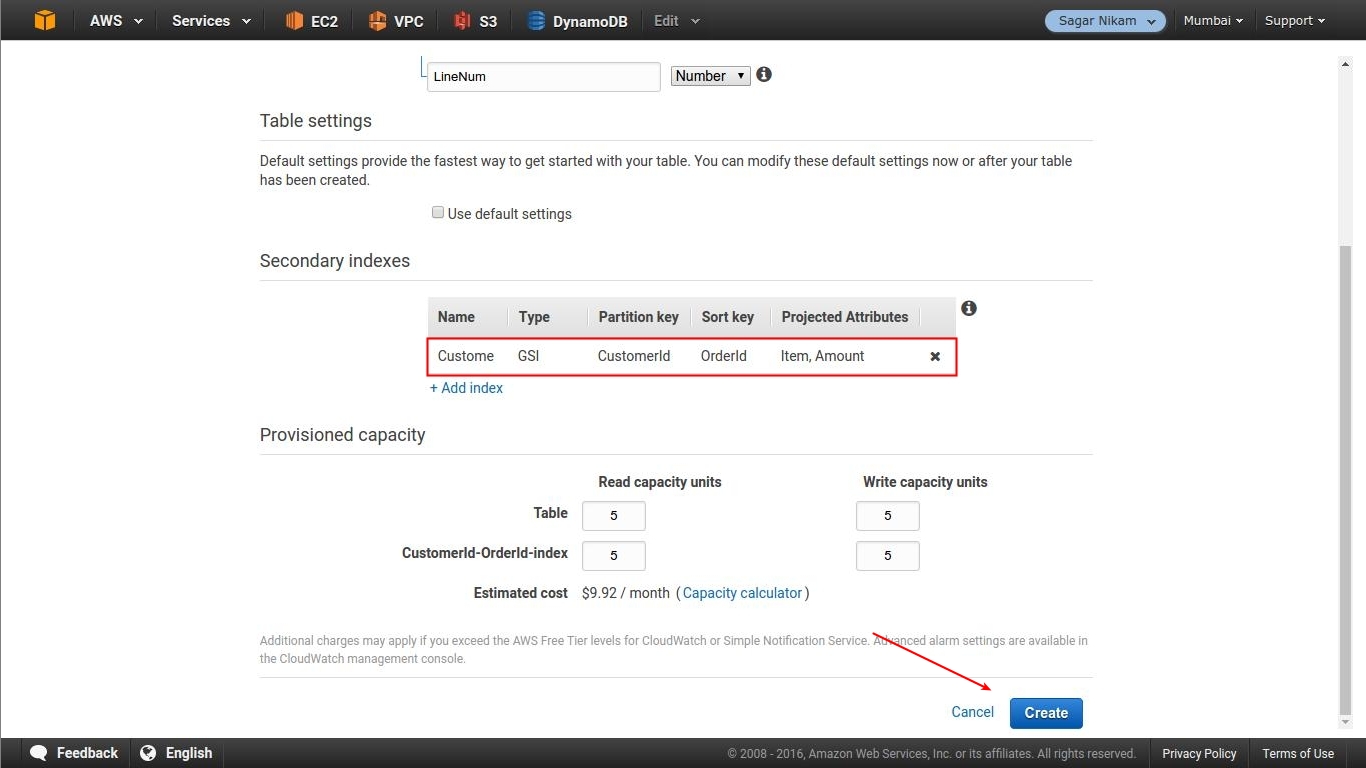 AWS Services EC2 VPC S3 DynamoDB Edit Sagar Nikam Mumbai Support
LineNum Number
Table settings
Default settings provide the fastest way to get started with your table. You can modify these default settings now or after your table
has been created.
Use default settings
Secondary indexes
Name Type Partition key Sort key Projected Attributes
Custome GSI CustomerId OrderId Item, Amount
+ Add index
Provisioned capacity
Read capacity units Write capacity units
Table 5 5
CustomerId-OrderId-index 5 5
Estimated cost $9.92 / month ( Capacity calculator )
Additional charges may apply if you exceed the AWS Free Tier levels for CloudWatch or Simple Notification Service. Advanced alarm settings are available in
the CloudWatch management console.
Cancel Create
Feedback English © 2008 - 2016, Amazon Web Services, Inc. or its affiliates. All rights reserved. Privacy Policy Terms of Use